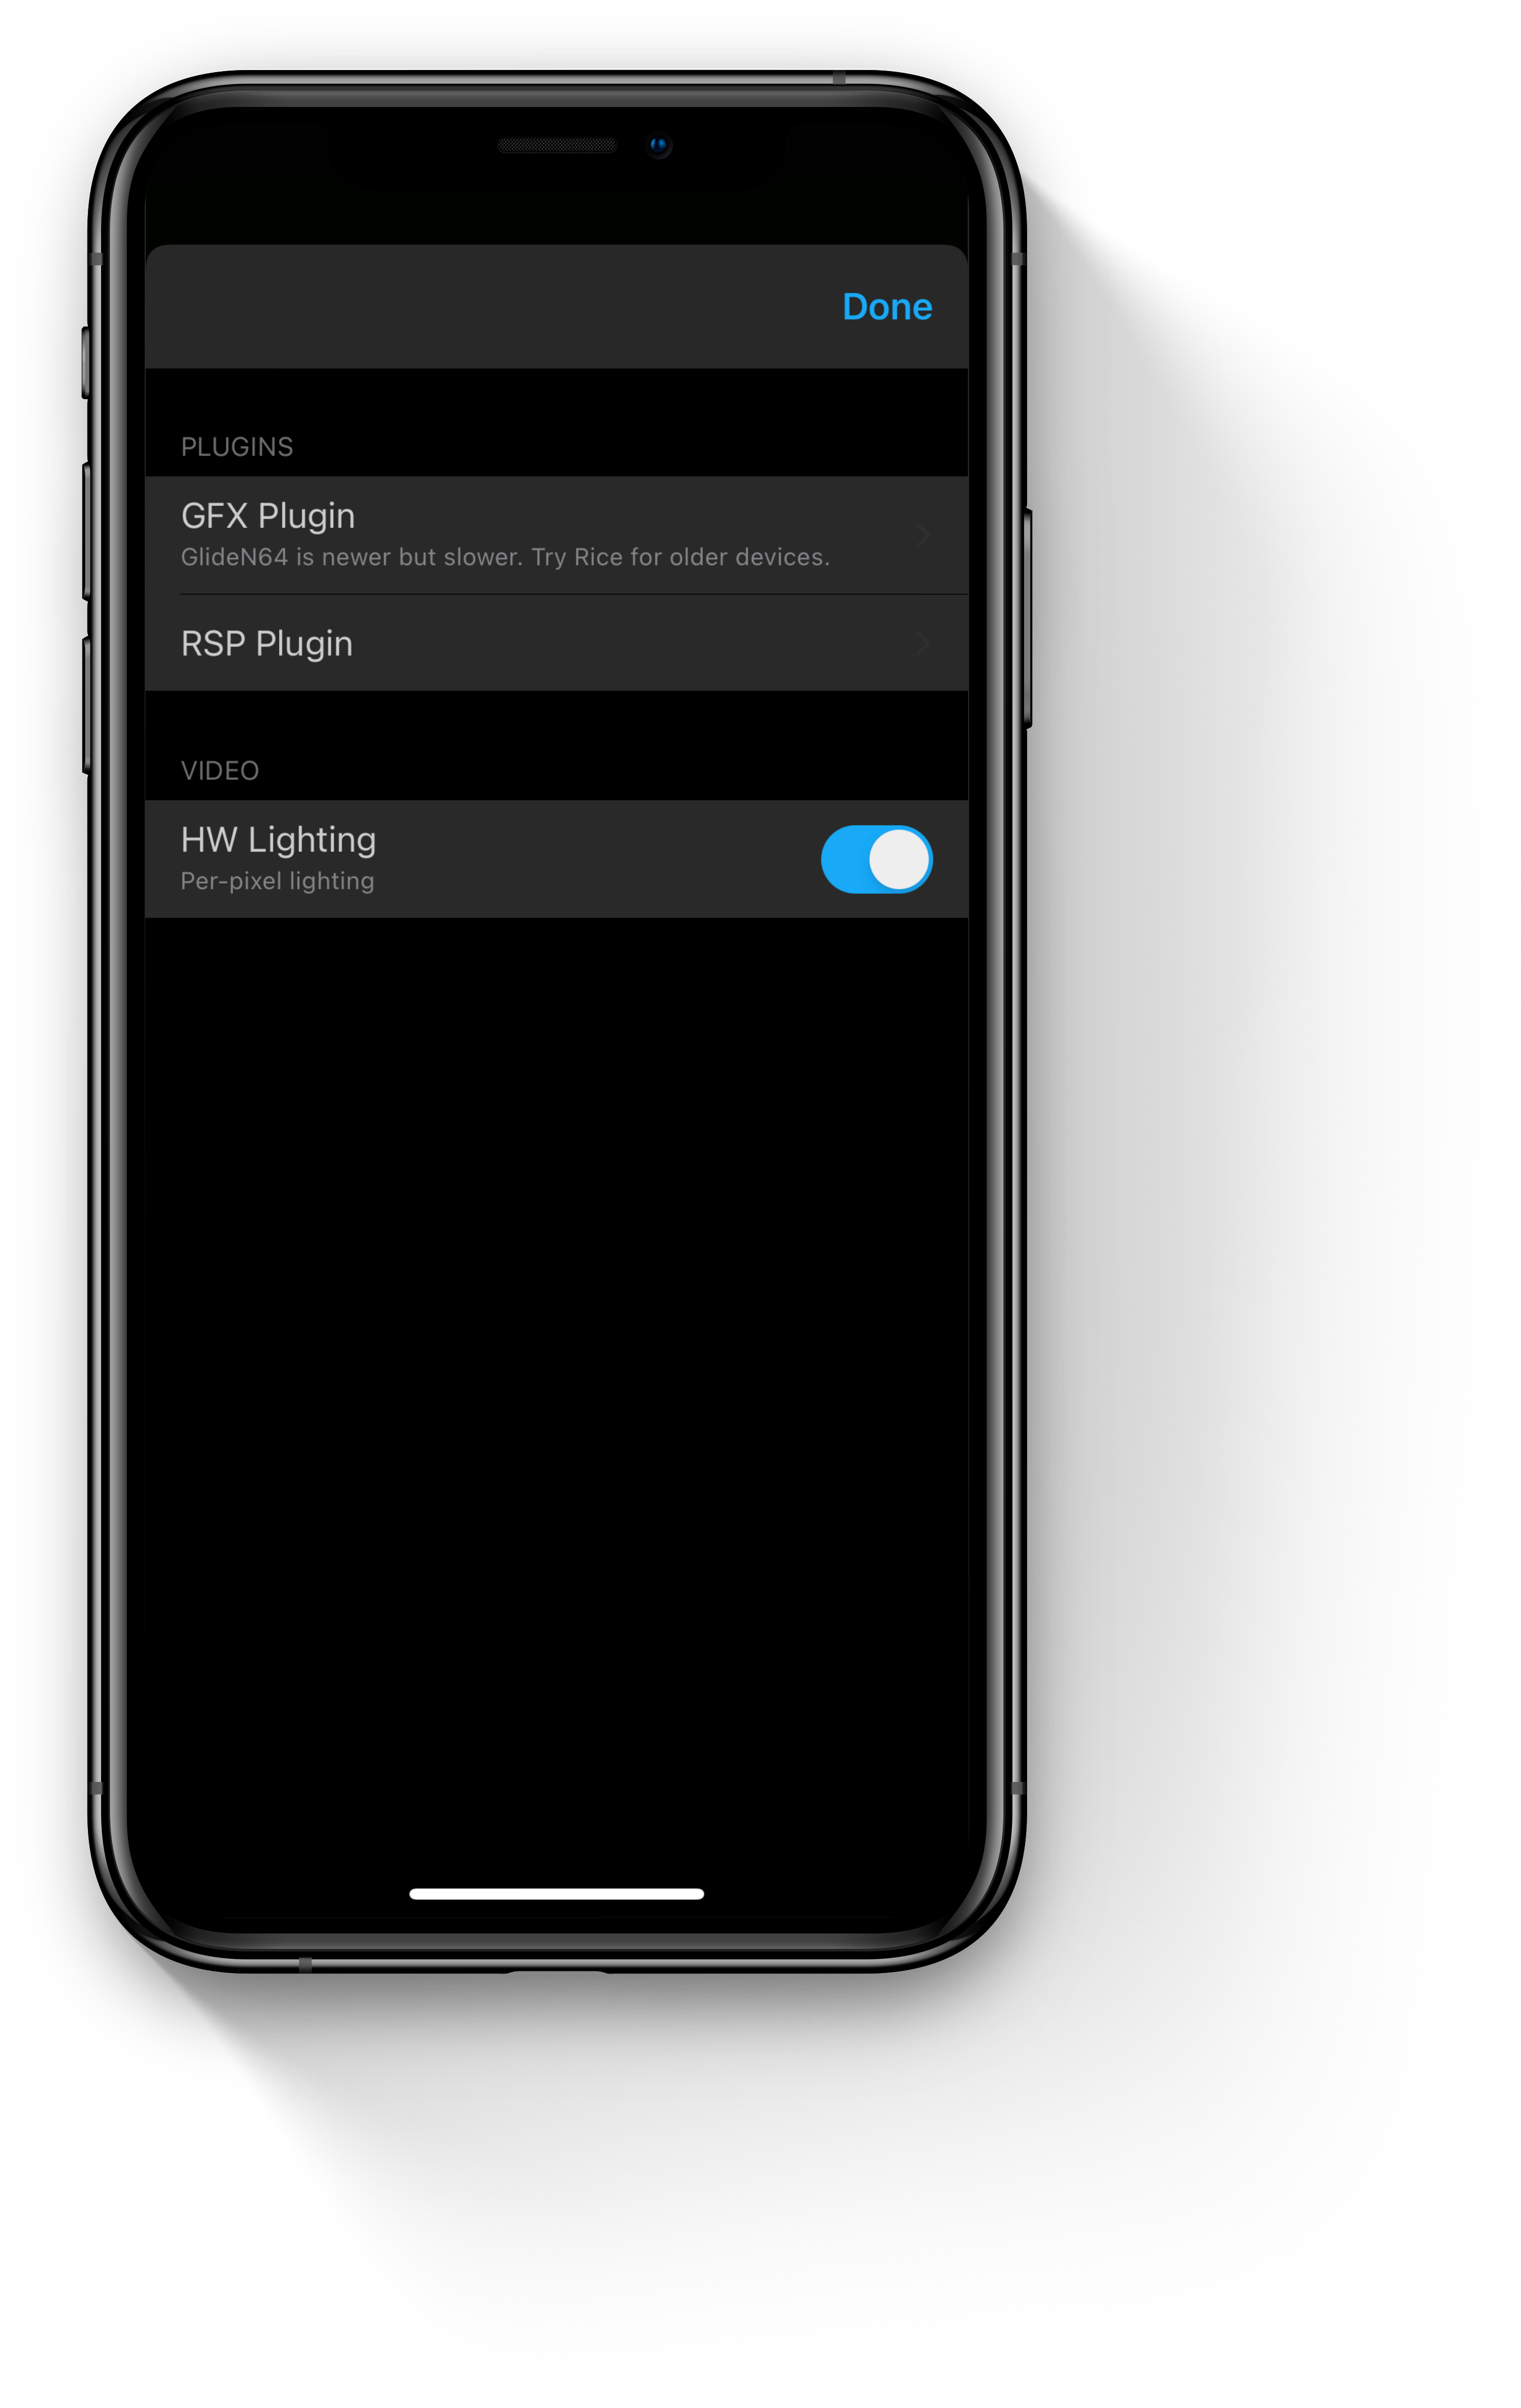 Done
PLUGINS
GFX Plugin
GlideN64 is newer but slower. Try Rice for older devices.
RSP Plugin
VIDEO
HW Lighting
Per-pixel lighting